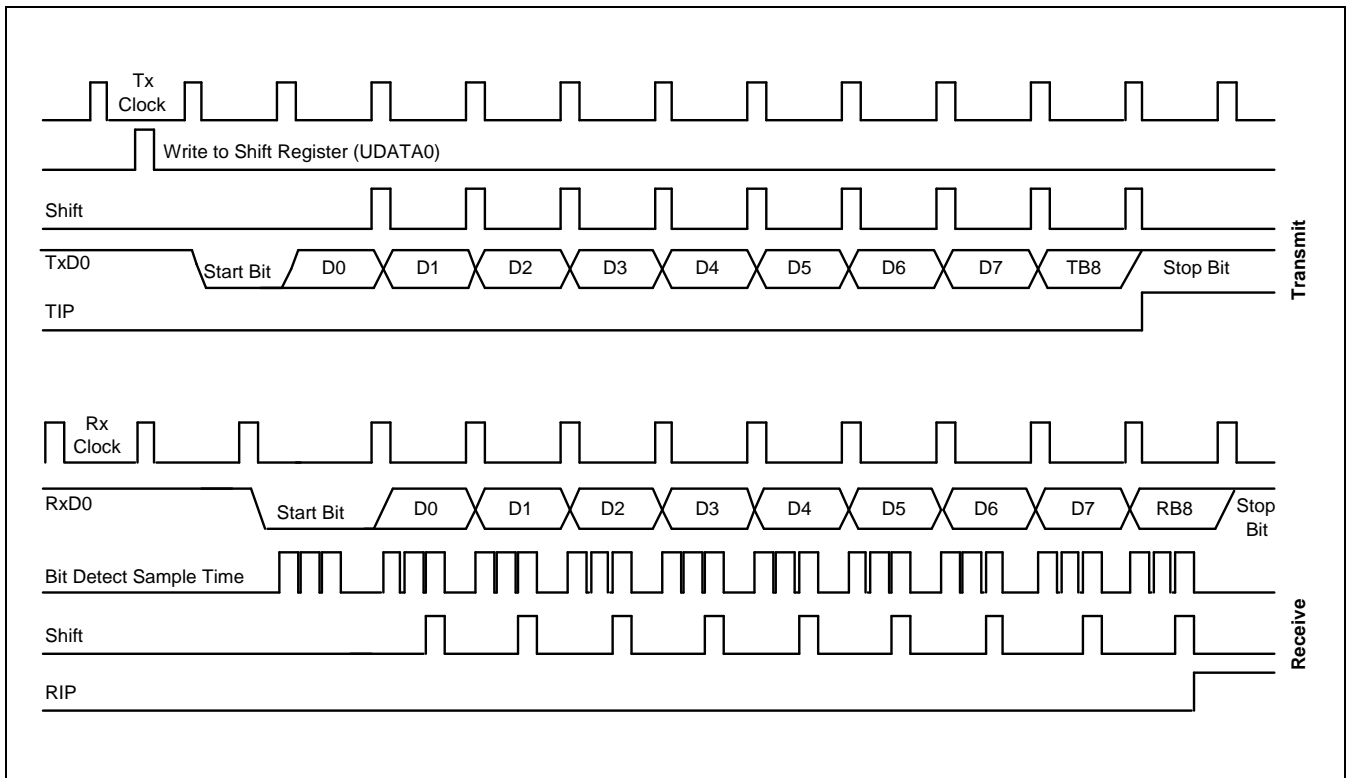 Tx
Clock
Write to Shift Register (UDATA0)
Shift
TxD0
Start Bit
D0
D1
D2
D3
D4
D5
D6
D7
TB8
Stop Bit
TIP
Transmit
Rx
Clock
RxD0
Start Bit
D0
D1
D2
D3
D4
D5
D6
D7
RB8
Stop
Bit
Bit Detect Sample Time
Shift
RIP
Receive